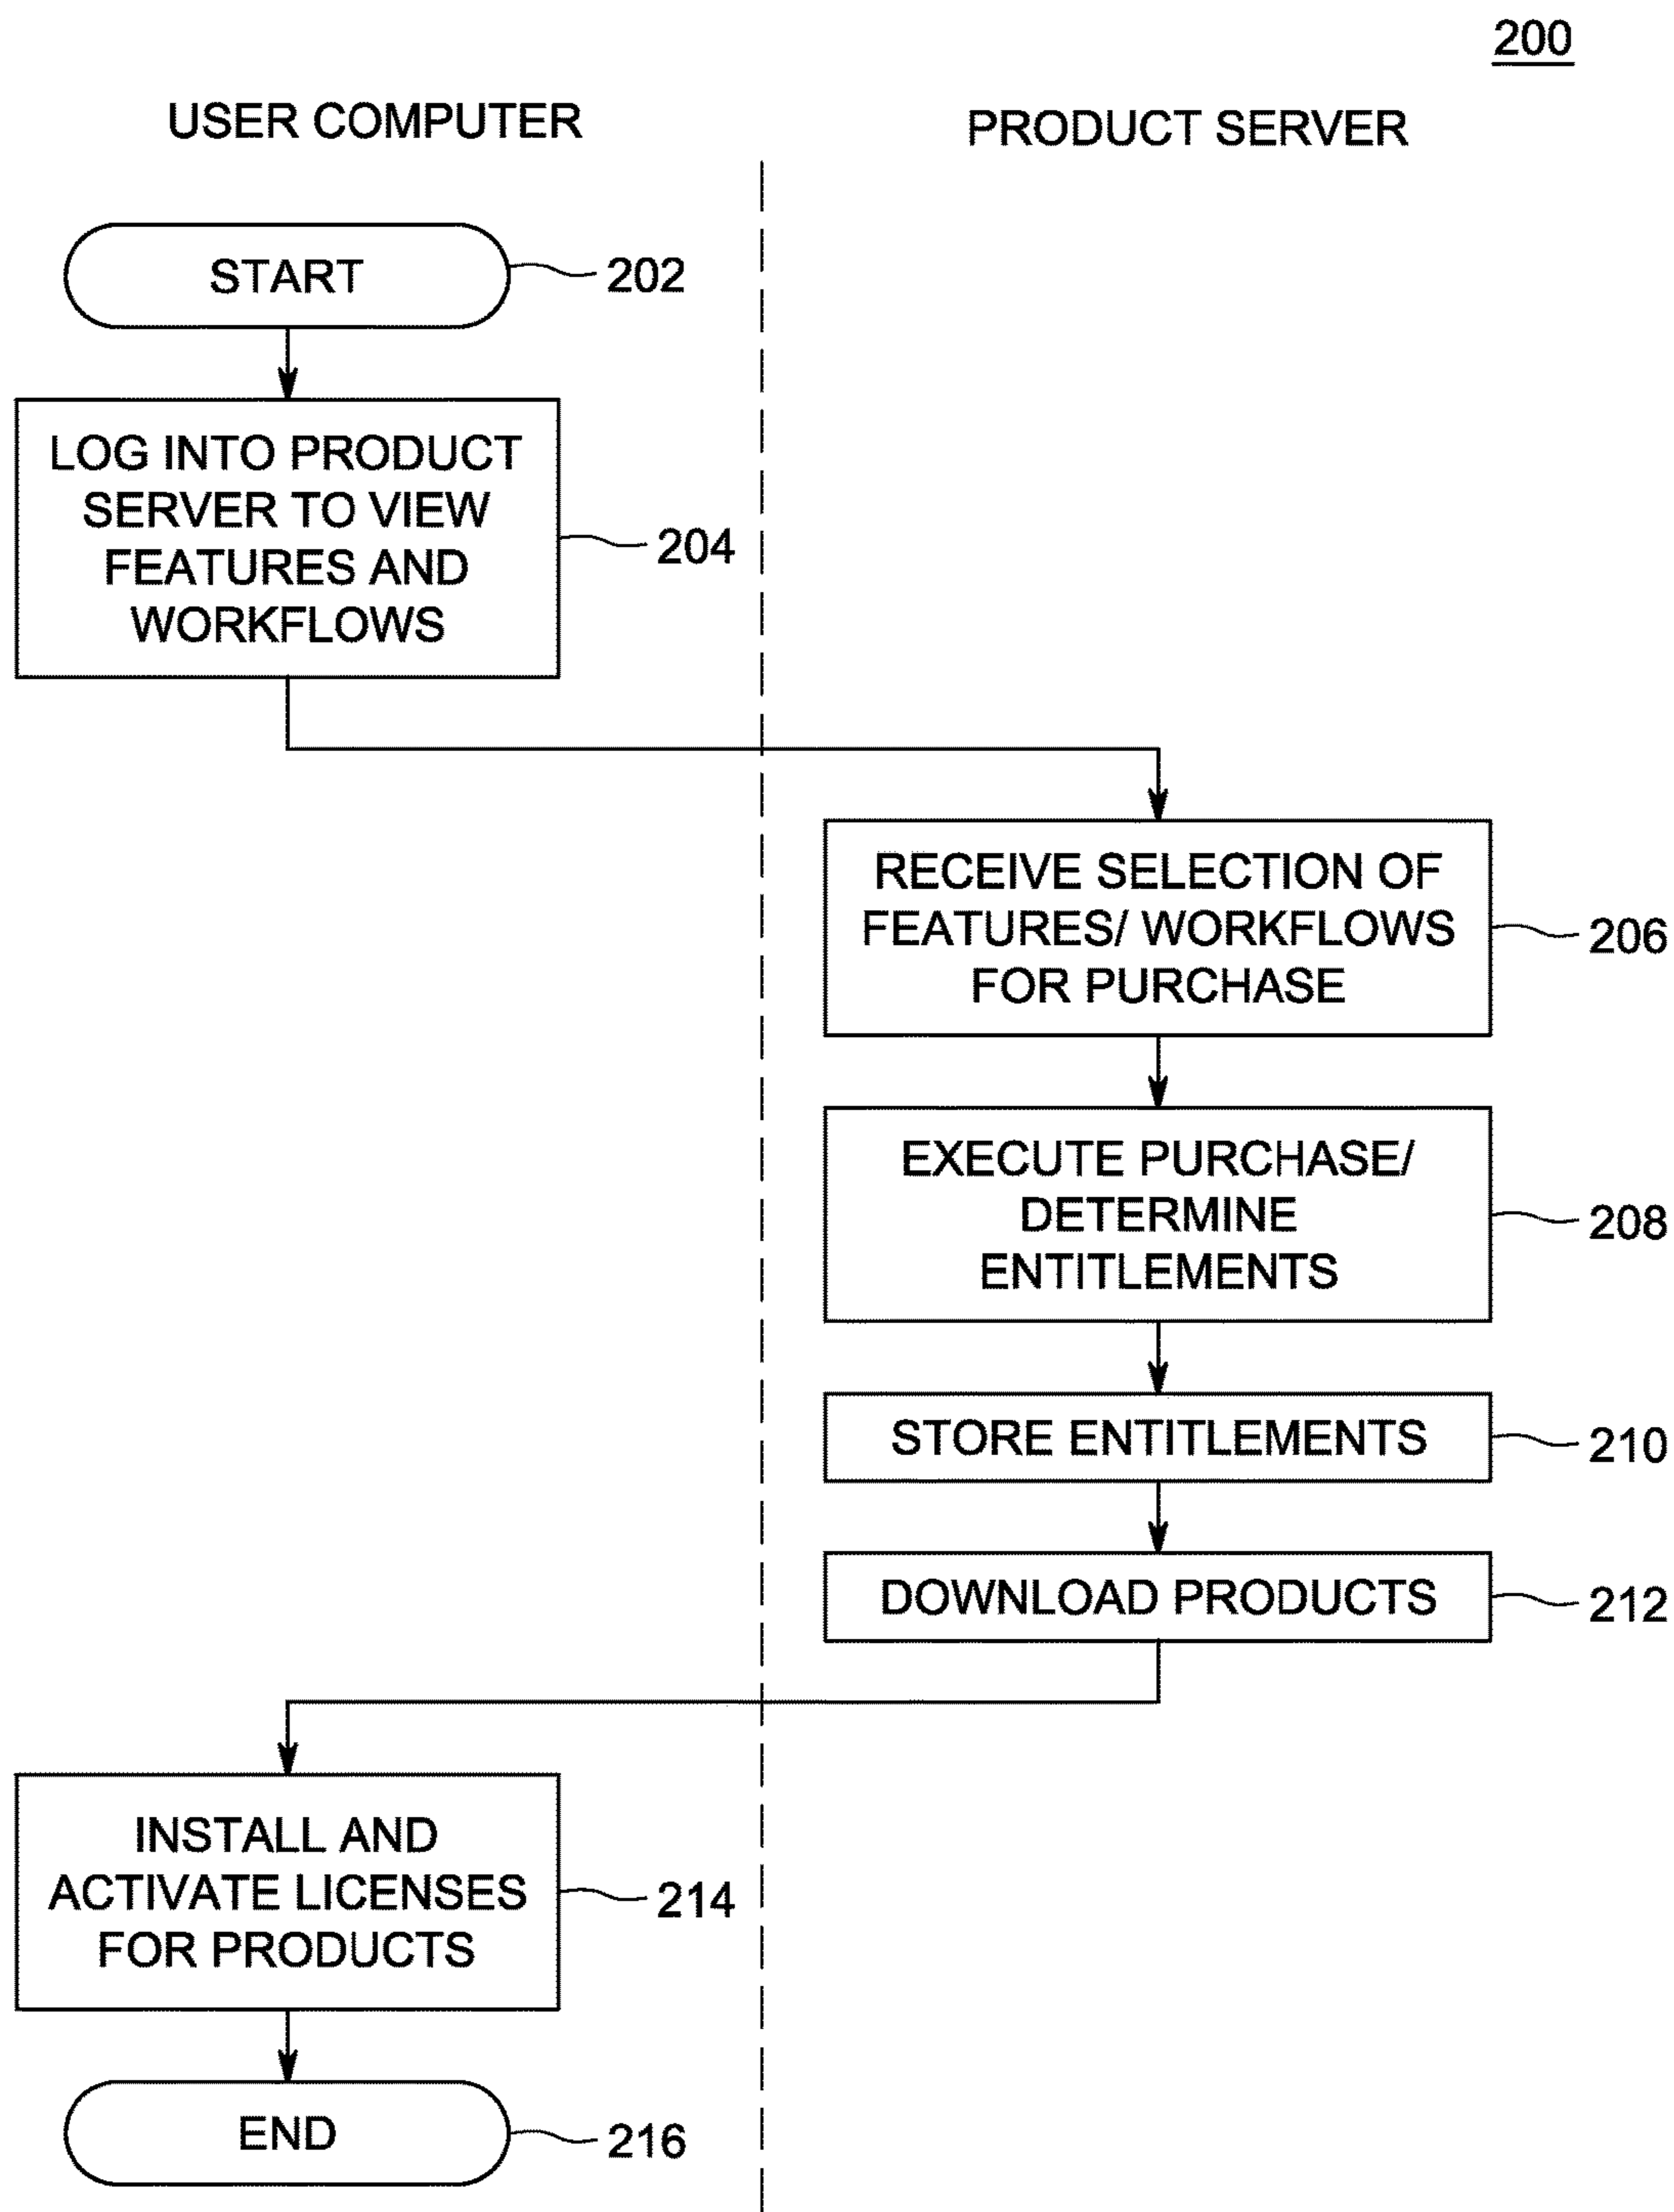 200
USER COMPUTER
PRODUCT SERVER
START
202
LOG INTO PRODUCT
SERVER TO VIEW
FEATURES AND
WORKFLOWS
204
RECEIVE SELECTION OF
FEATURES/ WORKFLOWS
FOR PURCHASE
206
EXECUTE PURCHASE/
DETERMINE
ENTITLEMENTS
208
STORE ENTITLEMENTS
210
DOWNLOAD PRODUCTS
212
INSTALL AND
ACTIVATE LICENSES
FOR PRODUCTS
214
END
216